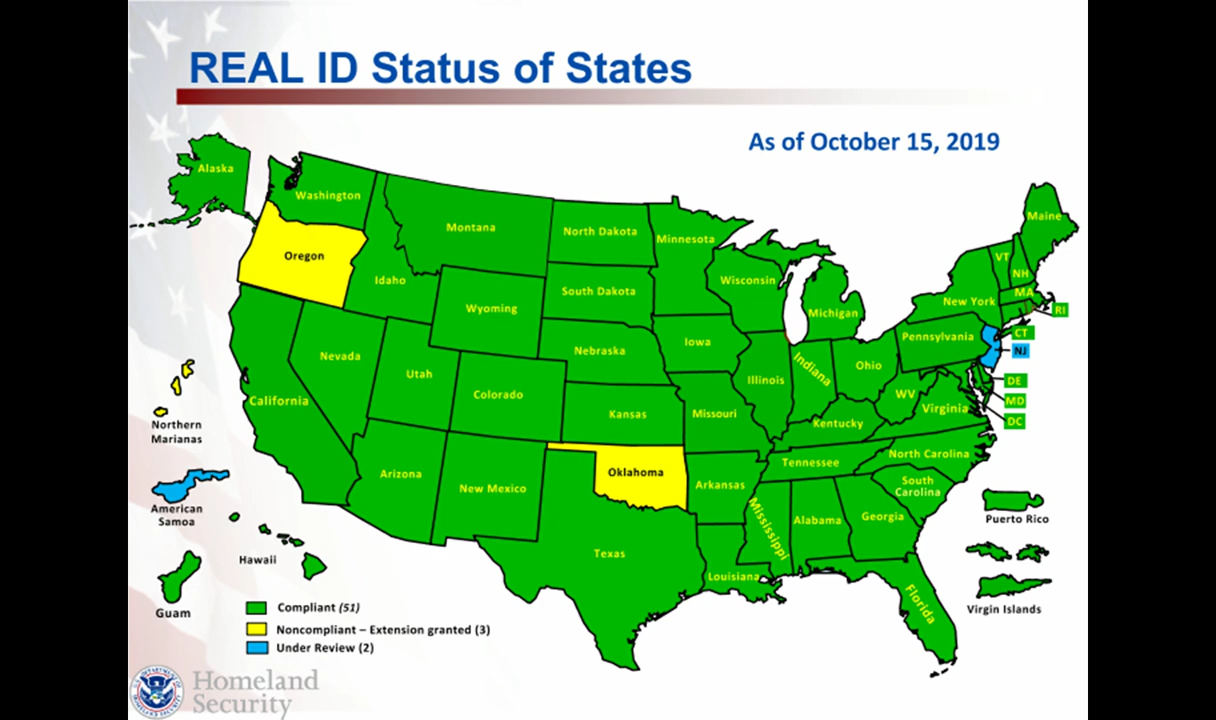 REAL ID Status of States
As of October 15, 2019
Alaska
Washington
Montana
North Dakota
Minnesota
Maine
Oregon
Idaho
Wyoming
South Dakota
Wisconsin
Michigan
New York
VT
NH
MA
RI
CT
NJ
Pennsylvania
Nevada
Utah
Colorado
Nebraska
Iowa
Illinois
Indiana
Ohio
WV
Virginia
DE
MD
DC
California
Kansas
Missouri
Kentucky
Northern
Marianas
Arizona
New Mexico
Oklahoma
Arkansas
Tennessee
North Carolina
South
Carolina
American
Samoa
Texas
Louisiana
Mississippi
Alabama
Georgia
Florida
Puerto Rico
Hawaii
Guam
Virgin Islands
Compliant (51)
Noncompliant – Extension granted (3)
Under Review (2)
Homeland
Security